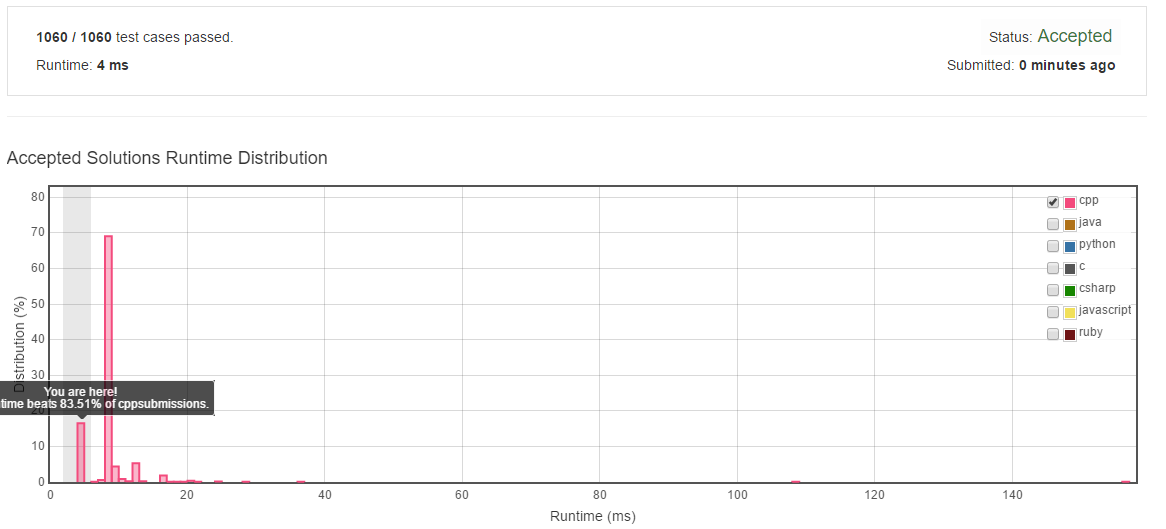 1060 / 1060 test cases passed.
Status: Accepted
Runtime: 4 ms
Submitted: 0 minutes ago
Accepted Solutions Runtime Distribution
80
70
60
50
40
30
20
10
0
Distribution (%)
You are here!
time beats 83.51% of cppsubmissions.
cpp
java
python
c
csharp
javascript
ruby
0
20
40
60
80
100
120
140
Runtime (ms)